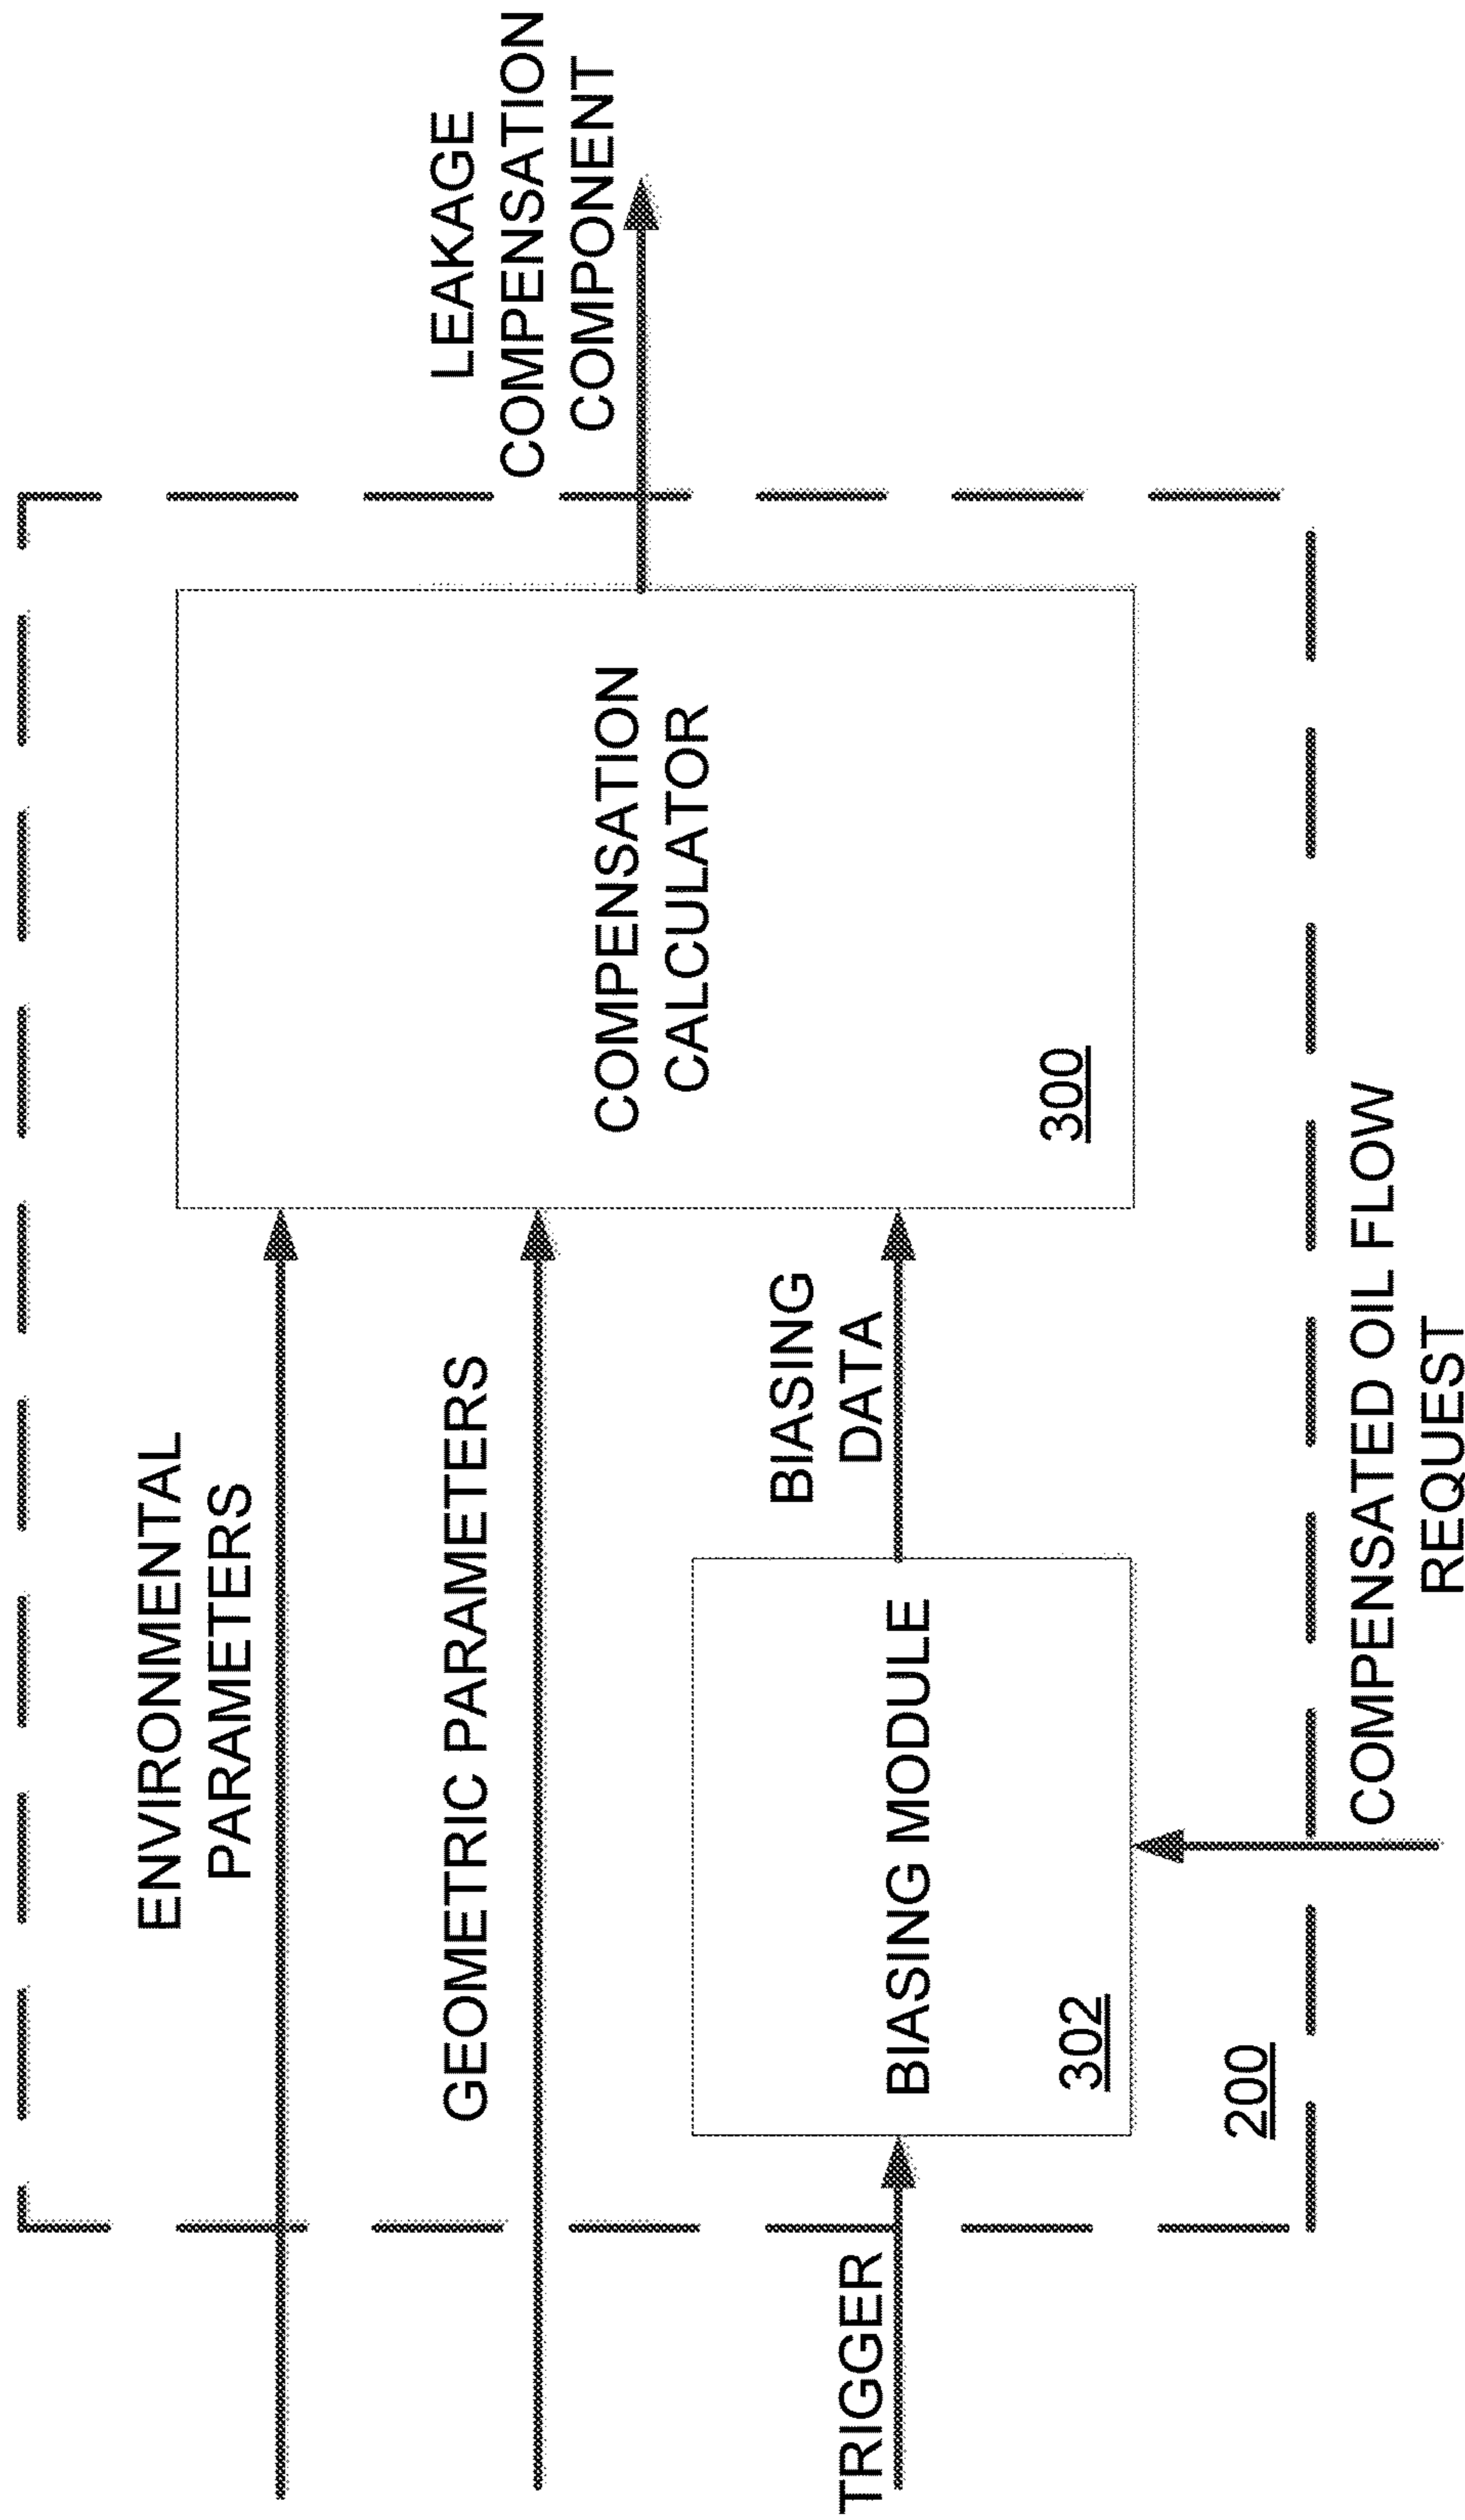 ENVIRONMENTAL
PARAMETERS
GEOMETRIC PARAMETERS
TRIGGER
BIASING MODULE
302
BIASING
DATA
COMPENSATION
CALCULATOR
300
LEAKAGE
COMPENSATION
COMPONENT
200
COMPENSATED OIL FLOW
REQUEST